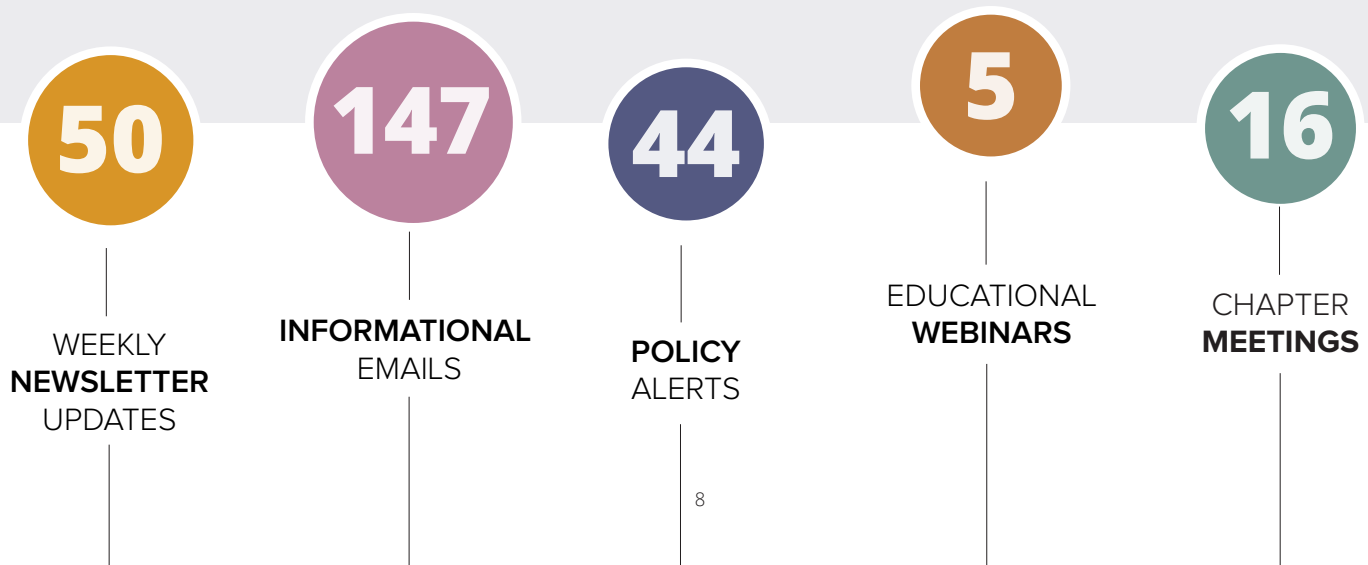 50
WEEKLY
NEWSLETTER
UPDATES
147
INFORMATIONAL
EMAILS
44
POLICY
ALERTS
5
EDUCATIONAL
WEBINARS
16
CHAPTER
MEETINGS
8